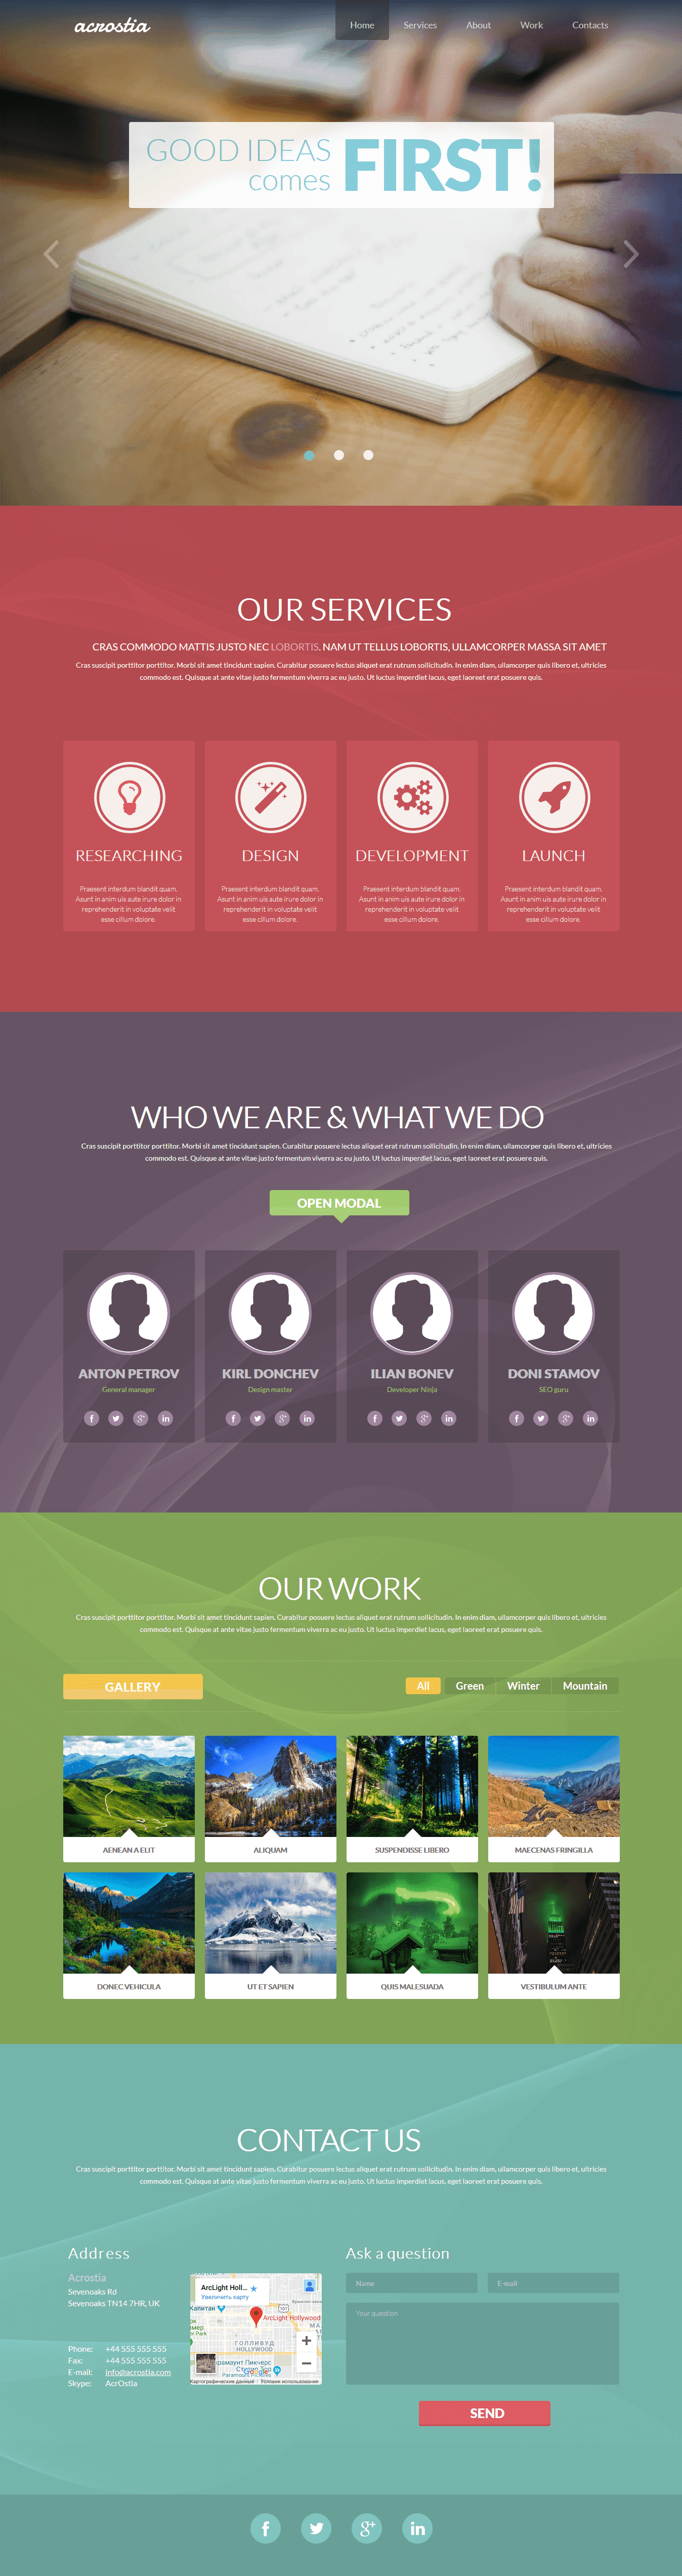 acrostia
Home Services About Work Contacts
GOOD IDEAS
comes
FIRST!
OUR SERVICES
CRAS COMMODO MATTIS JUSTO NEC LOBORTIS. NAM UT TELLUS LOBORTIS, ULLAMCORPER MASSA SIT AMET
Cras suscipit porttitor porttitor. Morbi sit amet tincidunt sapien. Curabitur posuere lectus aliquet erat rutrum sollicitudin. In enim diam, ullamcorper quis libero et, ultricies
commodo est. Quisque at ante vitae justo fermentum viverra ac eu justo. Ut luctus imperdiet lacus, eget laoreet erat posuere quis.
RESEARCHING
Praesent interdum blandit quam.
Asunt in anim uis aute irure dolor in
reprehenderit in voluptate velit
esse cillum dolore.
DESIGN
Praesent interdum blandit quam.
Asunt in anim uis aute irure dolor in
reprehenderit in voluptate velit
esse cillum dolore.
DEVELOPMENT
Praesent interdum blandit quam.
Asunt in anim uis aute irure dolor in
reprehenderit in voluptate velit
esse cillum dolore.
LAUNCH
Praesent interdum blandit quam.
Asunt in anim uis aute irure dolor in
reprehenderit in voluptate velit
esse cillum dolore.
WHO WE ARE & WHAT WE DO
Cras suscipit porttitor porttitor. Morbi sit amet tincidunt sapien. Curabitur posuere lectus aliquet erat rutrum sollicitudin. In enim diam, ullamcorper quis libero et, ultricies
commodo est. Quisque at ante vitae justo fermentum viverra ac eu justo. Ut luctus imperdiet lacus, eget laoreet erat posuere quis.
OPEN MODAL
ANTON PETROV
General manager
KIRL DONCHEV
Design master
ILIAN BONEV
Developer Ninja
DONI STAMOV
SEO guru
OUR WORK
Cras suscipit porttitor porttitor. Morbi sit amet tincidunt sapien. Curabitur posuere lectus aliquet erat rutrum sollicitudin. In enim diam, ullamcorper quis libero et, ultricies
commodo est. Quisque at ante vitae justo fermentum viverra ac eu justo. Ut luctus imperdiet lacus, eget laoreet erat posuere quis.
GALLERY
All Green Winter Mountain
AENEAN A ELIT
ALIQUAM
SUSPENDISSE LIBERO
MAECENAS FRINGILLA
DONEC VEHICULA
UT ET SAPIEN
QUIS MALESUADA
VESTIBULUM ANTE
CONTACT US
Cras suscipit porttitor porttitor. Morbi sit amet tincidunt sapien. Curabitur posuere lectus aliquet erat rutrum sollicitudin. In enim diam, ullamcorper quis libero et, ultricies
commodo est. Quisque at ante vitae justo fermentum viverra ac eu justo. Ut luctus imperdiet lacus, eget laoreet erat posuere quis.
Address
Acrostia
Sevenoaks Rd
Sevenoaks TN14 7HR, UK
Phone: +44 555 555 555
Fax: +44 555 555 555
E-mail: info@acrostia.com
Skype: AcrOstia
ArcLight Holl...
Увеличить карту
Капитан
101
ArcLight Hollywood
ГОЛЛИВУД
HOLLYWOOD
Парамаунт Пикчерс
Студио Тур
Paramount Pictures
Картографические данные
Условия использования
Ask a question
Name
E-mail
Your question
SEND